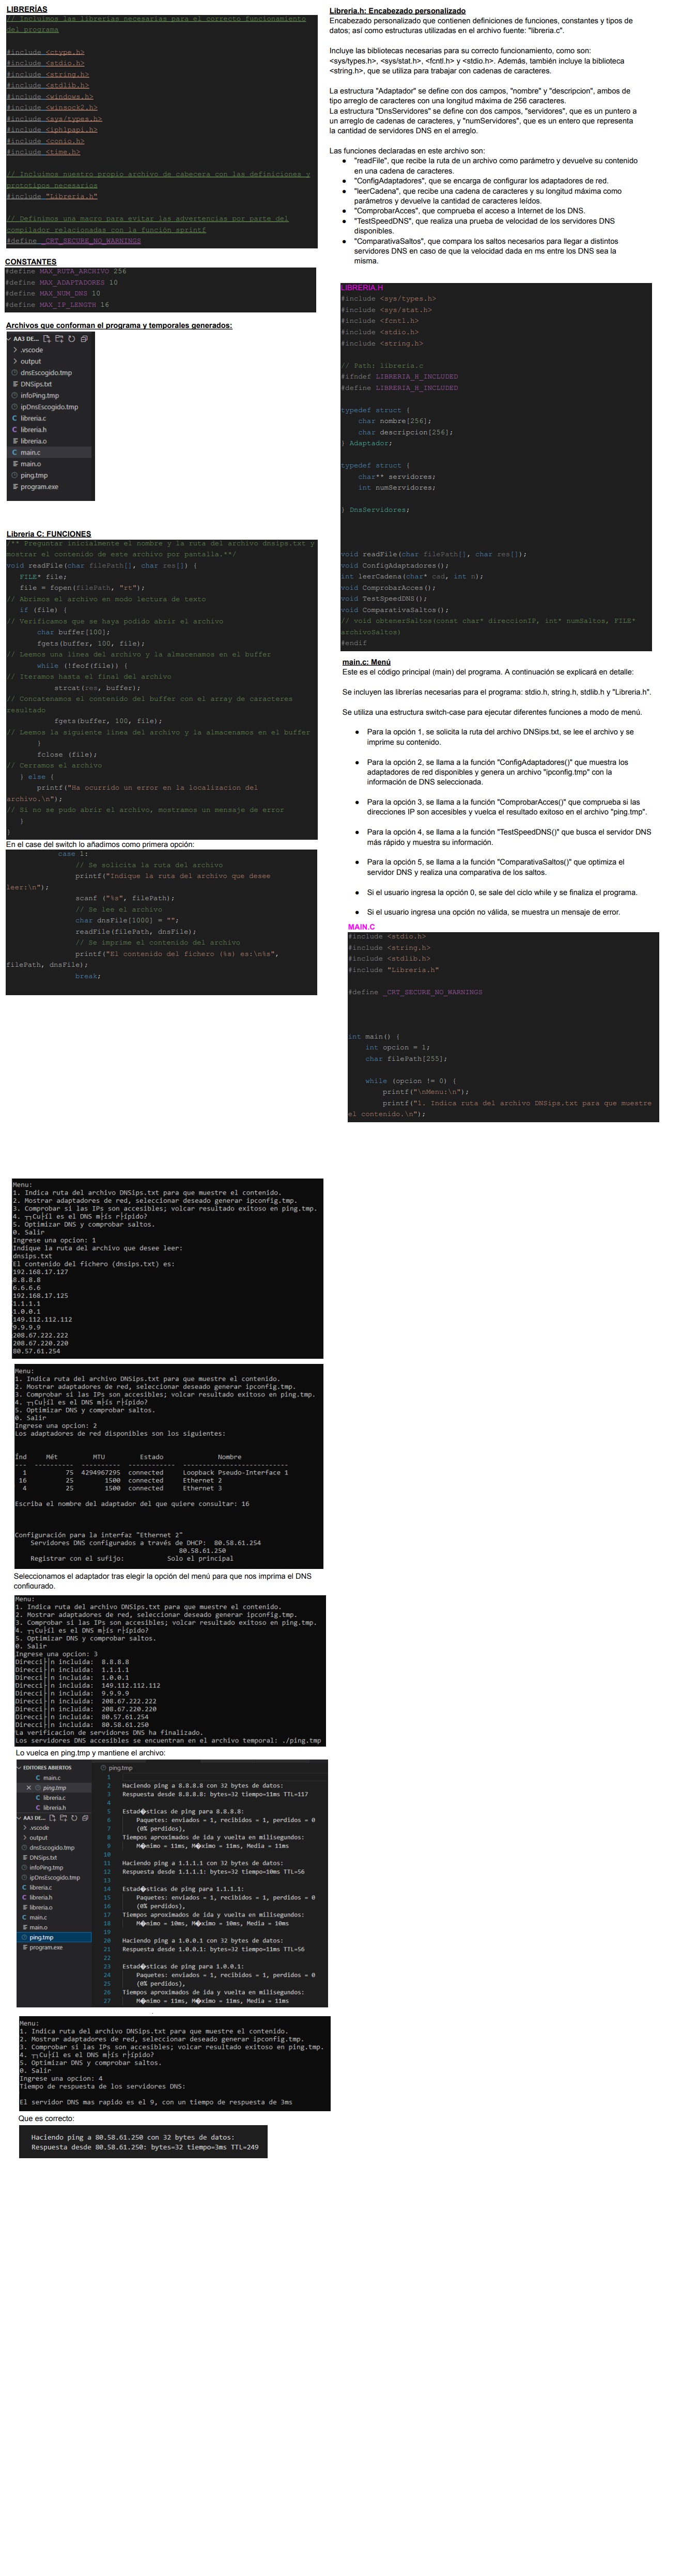 LIBRERÍAS
// Incluimos las librerías necesarias para el correcto funcionamiento
del programa
#include <ctype.h>
#include <stdio.h>
#include <string.h>
#include <stdlib.h>
#include <windows.h>
#include <winsock2.h>
#include <sys/types.h>
#include <iphlpapi.h>
#include <conio.h>
#include <time.h>
// Incluimos nuestro propio archivo de cabecera con las definiciones y
prototipos necesarios
#include "Libreria.h"
// Definimos una macro para evitar las advertencias por parte del
compilador relacionadas con la función sprintf
#define _CRT_SECURE_NO_WARNINGS
CONSTANTES
#define MAX_RUTA_ARCHIVO 256
#define MAX_ADAPTADORES 10
#define MAX_NUM_DNS 10
#define MAX_IP_LENGTH 16
Archivos que conforman el programa y temporales generados:
AA3 DE...
.vscode
output
dnsEscogido.tmp
DNSips.txt
infoPing.tmp
ipDnsEscogido.tmp
libreria.c
libreria.h
libreria.o
main.c
main.o
ping.tmp
program.exe
Libreria C: FUNCIONES
/** Preguntar inicialmente el nombre y la ruta del archivo dnsips.txt y
mostrar el contenido de este archivo por pantalla.**/
void readFile(char filePath[], char res[]) {
FILE* file;
file = fopen(filePath, "rt");
// Abrimos el archivo en modo lectura de texto
if (file) {
// Verificamos que se haya podido abrir el archivo
char buffer[100];
fgets(buffer, 100, file);
// Leemos una línea del archivo y la almacenamos en el buffer
while (!feof(file)) {
// Iteramos hasta el final del archivo
strcat(res, buffer);
// Concatenamos el contenido del buffer con el array de caracteres
resultado
fgets(buffer, 100, file);
// Leemos la siguiente línea del archivo y la almacenamos en el buffer
}
fclose (file);
// Cerramos el archivo
} else {
printf("Ha ocurrido un error en la localizacion del
archivo.\n");
// Si no se pudo abrir el archivo, mostramos un mensaje de error
}
}
En el case del switch lo añadimos como primera opción:
case 1:
// Se solicita la ruta del archivo
printf("Indique la ruta del archivo que desee
leer:\n");
scanf ("%s", filePath);
// Se lee el archivo
char dnsFile[1000] = "";
readFile(filePath, dnsFile);
// Se imprime el contenido del archivo
printf("El contenido del fichero (%s) es:\n%s",
filePath, dnsFile);
break;
Libreria.h: Encabezado personalizado
Encabezado personalizado que contienen definiciones de funciones, constantes y tipos de
datos; así como estructuras utilizadas en el archivo fuente: "libreria.c".
Incluye las bibliotecas necesarias para su correcto funcionamiento, como son:
<sys/types.h>, <sys/stat.h>, <fcntl.h> y <stdio.h>. Además, también incluye la biblioteca
<string.h>, que se utiliza para trabajar con cadenas de caracteres.
La estructura "Adaptador" se define con dos campos, "nombre" y "descripcion", ambos de
tipo arreglo de caracteres con una longitud máxima de 256 caracteres.
La estructura "DnsServidores" se define con dos campos, "servidores", que es un puntero a
un arreglo de cadenas de caracteres, y "numServidores", que es un entero que representa
la cantidad de servidores DNS en el arreglo.
Las funciones declaradas en este archivo son:
● "readFile", que recibe la ruta de un archivo como parámetro y devuelve su contenido
en una cadena de caracteres.
● "ConfigAdaptadores", que se encarga de configurar los adaptadores de red.
● "leerCadena", que recibe una cadena de caracteres y su longitud máxima como
parámetros y devuelve la cantidad de caracteres leídos.
● "ComprobarAcces", que comprueba el acceso a Internet de los DNS.
● "TestSpeedDNS", que realiza una prueba de velocidad de los servidores DNS
disponibles.
● "ComparativaSaltos", que compara los saltos necesarios para llegar a distintos
servidores DNS en caso de que la velocidad dada en ms entre los DNS sea la
misma.
LIBRERIA.H
#include <sys/types.h>
#include <sys/stat.h>
#include <fcntl.h>
#include <stdio.h>
#include <string.h>
// Path: libreria.c
#ifndef LIBRERIA_H_INCLUDED
#define LIBRERIA_H_INCLUDED
typedef struct {
char nombre[256];
char descripcion[256];
} Adaptador;
typedef struct {
char** servidores;
int numServidores;
} DnsServidores;
void readFile(char filePath[], char res[]);
void ConfigAdaptadores();
int leerCadena(char* cad, int n);
void ComprobarAcces();
void TestSpeedDNS();
void ComparativaSaltos();
// void obtenerSaltos(const char* direccionIP, int* numSaltos, FILE*
archivoSaltos)
#endif
main.c: Menú
Este es el código principal (main) del programa. A continuación se explicará en detalle:
Se incluyen las librerías necesarias para el programa: stdio.h, string.h, stdlib.h y "Libreria.h".
Se utiliza una estructura switch-case para ejecutar diferentes funciones a modo de menú.
● Para la opción 1, se solicita la ruta del archivo DNSips.txt, se lee el archivo y se
imprime su contenido.
● Para la opción 2, se llama a la función "ConfigAdaptadores()" que muestra los
adaptadores de red disponibles y genera un archivo "ipconfig.tmp" con la
información de DNS seleccionada.
● Para la opción 3, se llama a la función "ComprobarAcces()" que comprueba si las
direcciones IP son accesibles y vuelca el resultado exitoso en el archivo "ping.tmp".
● Para la opción 4, se llama a la función "TestSpeedDNS()" que busca el servidor DNS
más rápido y muestra su información.
● Para la opción 5, se llama a la función "ComparativaSaltos()" que optimiza el
servidor DNS y realiza una comparativa de los saltos.
● Si el usuario ingresa la opción 0, se sale del ciclo while y se finaliza el programa.
● Si el usuario ingresa una opción no válida, se muestra un mensaje de error.
MAIN.C
#include <stdio.h>
#include <string.h>
#include <stdlib.h>
#include "Libreria.h"
#define _CRT_SECURE_NO_WARNINGS
int main() {
int opcion = 1;
char filePath[255];
while (opcion != 0) {
printf("\nMenu:\n");
printf("1. Indica ruta del archivo DNSips.txt para que muestre
el contenido.\n");
Menu:
1. Indica ruta del archivo DNSips.txt para que muestre el contenido.
2. Mostrar adaptadores de red, seleccionar deseado generar ipconfig.tmp.
3. Comprobar si las IPs son accesibles; volcar resultado exitoso en ping.tmp.
4. ┬┐Cu├íl es el DNS m├ís r├ípido?
5. Optimizar DNS y comprobar saltos.
0. Salir
Ingrese una opcion: 1
Indique la ruta del archivo que desee leer:
dnsips.txt
El contenido del fichero (dnsips.txt) es:
192.168.17.127
8.8.8.8
6.6.6.6
192.168.17.125
1.1.1.1
1.0.0.1
149.112.112.112
9.9.9.9
208.67.222.222
208.67.220.220
80.57.61.254
Menu:
1. Indica ruta del archivo DNSips.txt para que muestre el contenido.
2. Mostrar adaptadores de red, seleccionar deseado generar ipconfig.tmp.
3. Comprobar si las IPs son accesibles; volcar resultado exitoso en ping.tmp.
4. ┬┐Cu├íl es el DNS m├ís r├ípido?
5. Optimizar DNS y comprobar saltos.
0. Salir
Ingrese una opcion: 2
Los adaptadores de red disponibles son los siguientes:
Índ Mét MTU Estado Nombre
--- ---------- ---------- ------------ ---------------------------
1 75 4294967295 connected Loopback Pseudo-Interface 1
16 25 1500 connected Ethernet 2
4 25 1500 connected Ethernet 3
Escriba el nombre del adaptador del que quiere consultar: 16
Configuración para la interfaz "Ethernet 2"
Servidores DNS configurados a través de DHCP: 80.58.61.254
80.58.61.250
Registrar con el sufijo: Solo el principal
Seleccionamos el adaptador tras elegir la opción del menú para que nos imprima el DNS
configurado.
Menu:
1. Indica ruta del archivo DNSips.txt para que muestre el contenido.
2. Mostrar adaptadores de red, seleccionar deseado generar ipconfig.tmp.
3. Comprobar si las IPs son accesibles; volcar resultado exitoso en ping.tmp.
4. ┬┐Cu├íl es el DNS m├ís r├ípido?
5. Optimizar DNS y comprobar saltos.
0. Salir
Ingrese una opcion: 3
Direcci├│n incluida: 8.8.8.8
Direcci├│n incluida: 1.1.1.1
Direcci├│n incluida: 1.0.0.1
Direcci├│n incluida: 149.112.112.112
Direcci├│n incluida: 9.9.9.9
Direcci├│n incluida: 208.67.222.222
Direcci├│n incluida: 208.67.220.220
Direcci├│n incluida: 80.57.61.254
Direcci├│n incluida: 80.58.61.250
La verificacion de servidores DNS ha finalizado.
Los servidores DNS accesibles se encuentran en el archivo temporal: ./ping.tmp
Lo vuelca en ping.tmp y mantiene el archivo:
EDITORES ABIERTOS
main.c
ping.tmp
libreria.c
libreria.h
AA3 DE...
.vscode
output
dnsEscogido.tmp
DNSips.txt
infoPing.tmp
ipDnsEscogido.tmp
libreria.c
libreria.h
libreria.o
main.c
main.o
ping.tmp
program.exe
ping.tmp
1
2 Haciendo ping a 8.8.8.8 con 32 bytes de datos:
3 Respuesta desde 8.8.8.8: bytes=32 tiempo=11ms TTL=117
4
5 Estad�sticas de ping para 8.8.8.8:
6 Paquetes: enviados = 1, recibidos = 1, perdidos = 0
7 (0% perdidos),
8 Tiempos aproximados de ida y vuelta en milisegundos:
9 M�nimo = 11ms, M�ximo = 11ms, Media = 11ms
10
11 Haciendo ping a 1.1.1.1 con 32 bytes de datos:
12 Respuesta desde 1.1.1.1: bytes=32 tiempo=10ms TTL=56
13
14 Estad�sticas de ping para 1.1.1.1:
15 Paquetes: enviados = 1, recibidos = 1, perdidos = 0
16 (0% perdidos),
17 Tiempos aproximados de ida y vuelta en milisegundos:
18 M�nimo = 10ms, M�ximo = 10ms, Media = 10ms
19
20 Haciendo ping a 1.0.0.1 con 32 bytes de datos:
21 Respuesta desde 1.0.0.1: bytes=32 tiempo=11ms TTL=56
22
23 Estad�sticas de ping para 1.0.0.1:
24 Paquetes: enviados = 1, recibidos = 1, perdidos = 0
25 (0% perdidos),
26 Tiempos aproximados de ida y vuelta en milisegundos:
27 M�nimo = 11ms, M�ximo = 11ms, Media = 11ms
Menu:
1. Indica ruta del archivo DNSips.txt para que muestre el contenido.
2. Mostrar adaptadores de red, seleccionar deseado generar ipconfig.tmp.
3. Comprobar si las IPs son accesibles; volcar resultado exitoso en ping.tmp.
4. ┬┐Cu├íl es el DNS m├ís r├ípido?
5. Optimizar DNS y comprobar saltos.
0. Salir
Ingrese una opcion: 4
Tiempo de respuesta de los servidores DNS:
El servidor DNS mas rapido es el 9, con un tiempo de respuesta de 3ms
Que es correcto:
Haciendo ping a 80.58.61.250 con 32 bytes de datos:
Respuesta desde 80.58.61.250: bytes=32 tiempo=3ms TTL=249